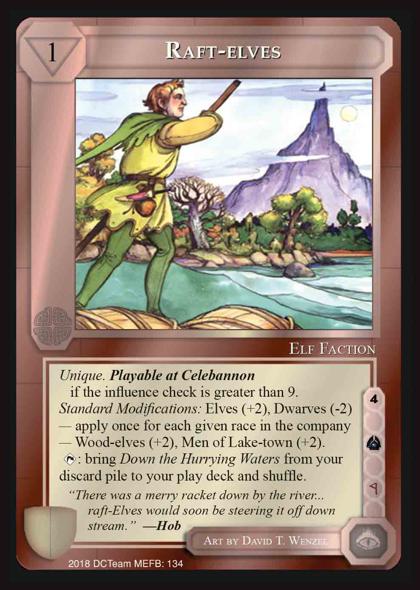 1
RAFT-ELVES
ELF FACTION
Unique. Playable at Celebannon
if the influence check is greater than 9.
Standard Modifications: Elves (+2), Dwarves (-2)
— apply once for each given race in the company
— Wood-elves (+2), Men of Lake-town (+2).
: bring Down the Hurrying Waters from your
discard pile to your play deck and shuffle.
“There was a merry racket down by the river...
raft-Elves would soon be steering it off down
stream.” —Hob
4
ART BY DAVID T. WENZEL
2018 DCTeam MEFB: 134